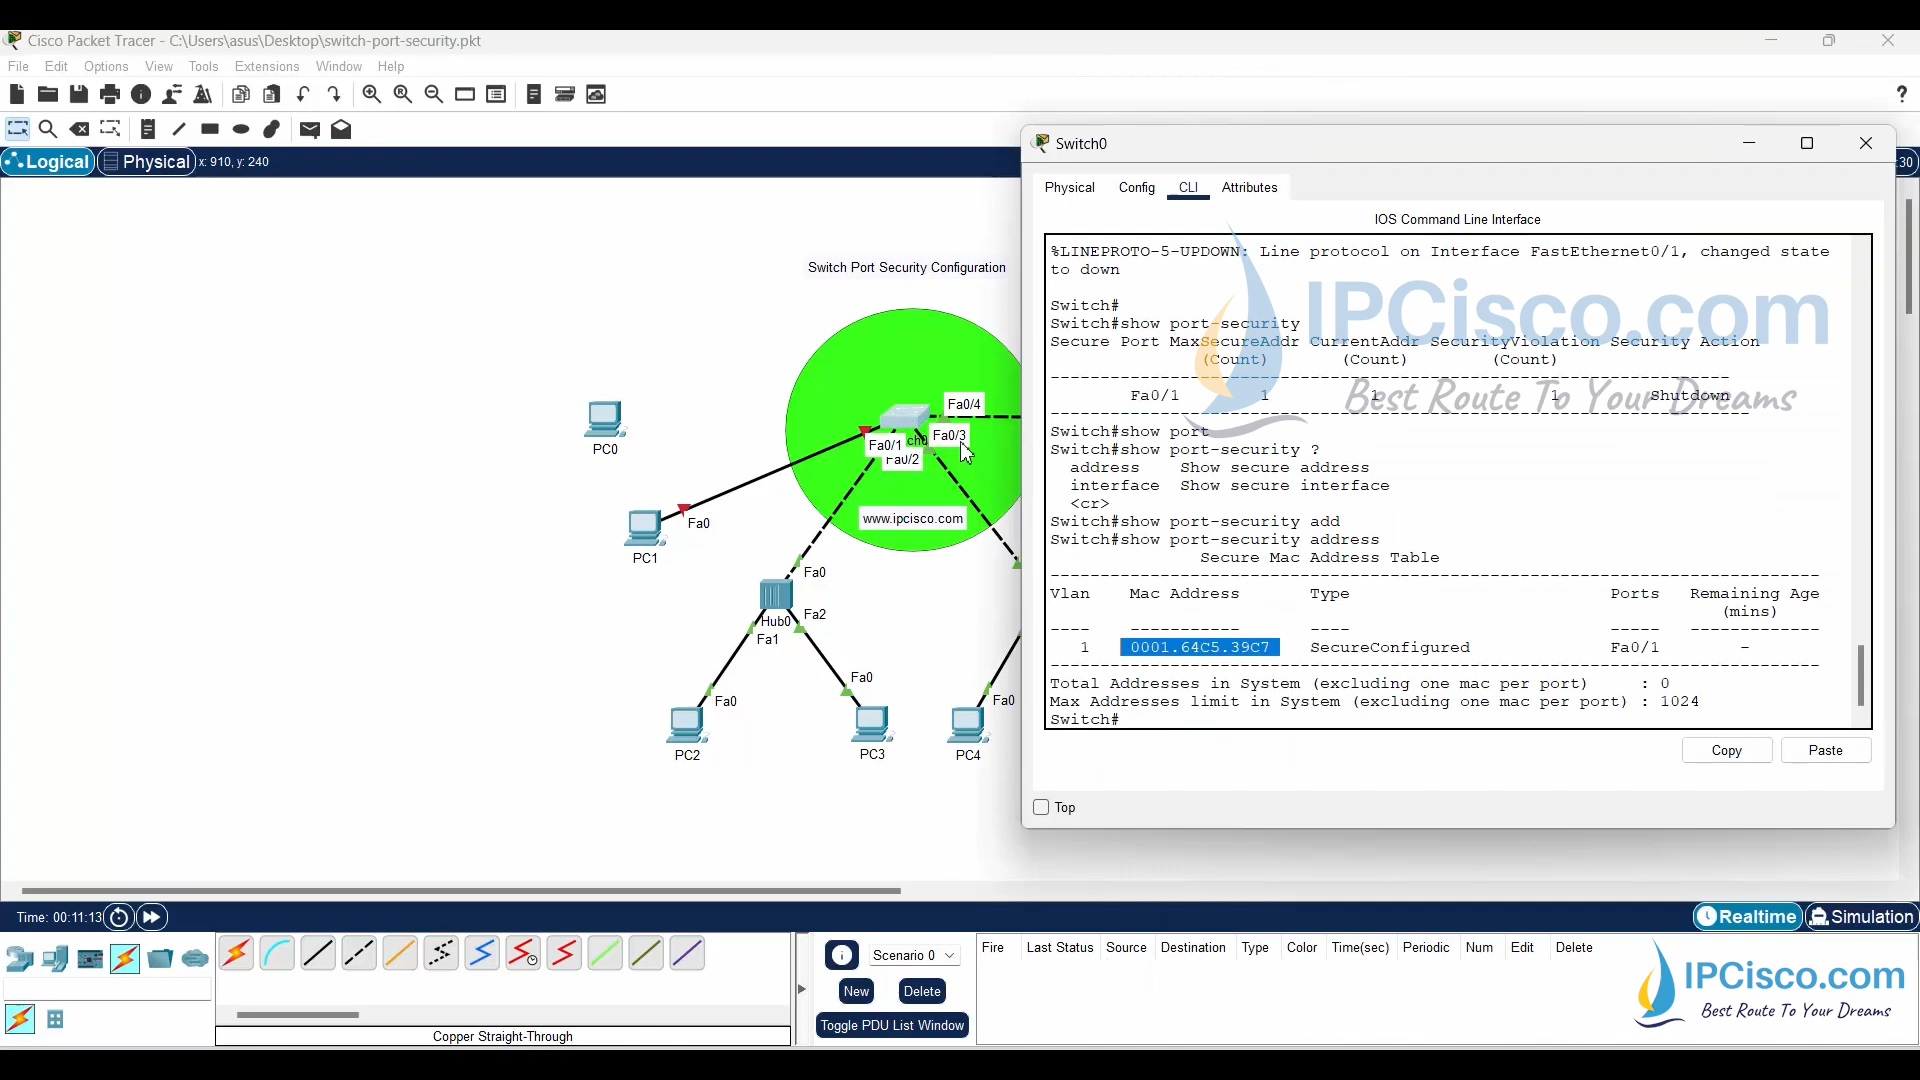 Cisco Packet Tracer - C:\Users\asus\Desktop\switch-port-security.pkt
File Edit Options View Tools Extensions Window Help
?
Logical Physical x: 910, y: 240
30
Switch Port Security Configuration
Fa0/4
Fa0/3
Fa0/1 ch0
Fa0/2
PC0
www.ipcisco.com
Fa0
PC1
Fa0
Hub0
Fa2
Fa1
Fa0
Fa0
Fa0
PC2
PC3
PC4
Switch0
Physical Config CLI Attributes
IOS Command Line Interface
%LINEPROTO-5-UPDOWN: Line protocol on Interface FastEthernet0/1, changed state
to down
Switch#
Switch#show port-security
Secure Port MaxSecureAddr CurrentAddr SecurityViolation Security Action
(Count) (Count) (Count)
--------------------------------------------------------------------
Fa0/1 1 1 1 Shutdown
----------------------------------------------------------------------
Switch#show port
Switch#show port-security ?
address Show secure address
interface Show secure interface
<cr>
Switch#show port-security add
Switch#show port-security address
Secure Mac Address Table
-----------------------------------------------------------------------------
Vlan Mac Address Type Ports Remaining Age
(mins)
---- ----------- ---- ----- -------------
1 0001.64C5.39C7 SecureConfigured Fa0/1 -
-----------------------------------------------------------------------------
Total Addresses in System (excluding one mac per port) : 0
Max Addresses limit in System (excluding one mac per port) : 1024
Switch#
IPCisco.com
Best Route To Your Dreams
Copy Paste
Top
Time: 00:11:13
Realtime Simulation
Scenario 0
New Delete
Toggle PDU List Window
Fire Last Status Source Destination Type Color Time(sec) Periodic Num Edit Delete
Copper Straight-Through
IPCisco.com
Best Route To Your Dreams